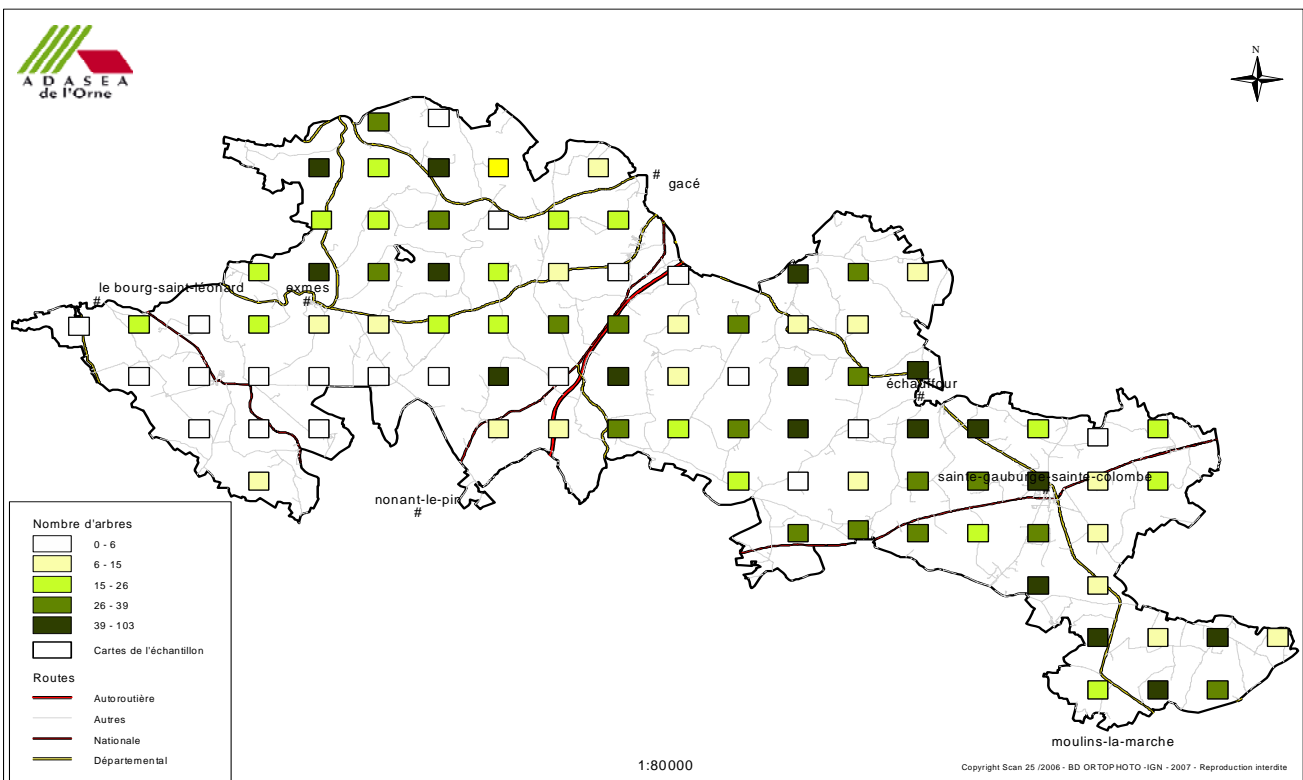 ADASEA
de l'Orne
N
# gacé
le bourg-saint-léonard
#
exmes
#
échauffour
#
sainte-gauburge-sainte-colombe
#
nonant-le-pin
#
moulins-la-marche
Nombre d'arbres
0 - 6
6 - 15
15 - 26
26 - 39
39 - 103
Cartes de l'échantillon
Routes
Autoroutière
Autres
Nationale
Départemental
1:80000
Copyright Scan 25 /2006 - BD ORTOPHOTO -IGN - 2007 - Reproduction interdite